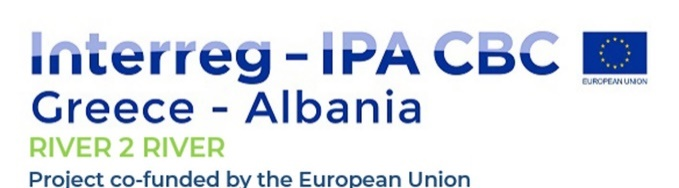 Interreg - IPA CBC
EUROPEAN UNION
Greece - Albania
RIVER 2 RIVER
Project co-funded by the European Union